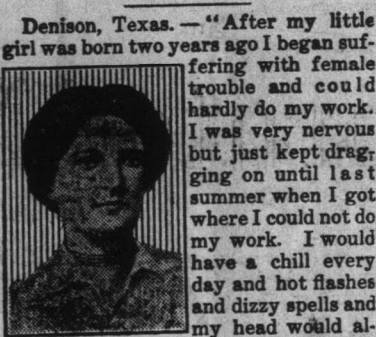 Denison, Texas. — "After my little
girl was born two years ago I began suf-
fering with female
trouble and could
hardly do my work.
I was very nervous
but just kept drag-
ging on until last
summer when I got
where I could not do
my work. I would
have a chill every
day and hot flashes
and dizzy spells and
my head would al-